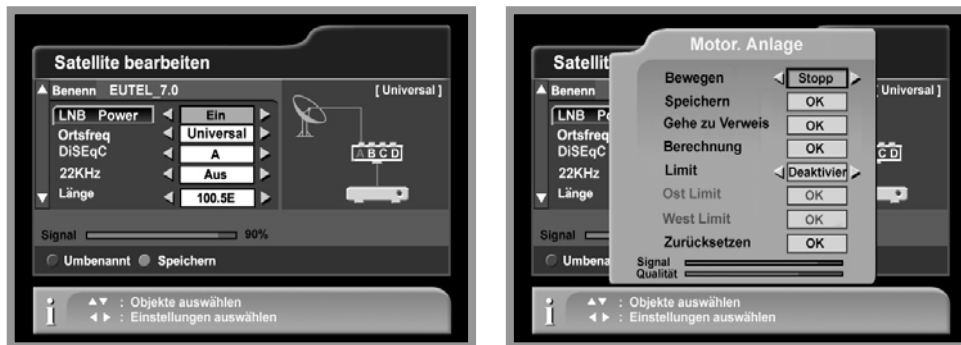 Satellite bearbeiten
Benenn EUTEL_7.0
[ Universal ]
LNB Power Ein
Ortsfreq Universal
DiSEqC A
22KHz Aus
Länge 100.5E
A B C D
Signal 90%
Umbenannt Speichern
i
: Objekte auswählen
: Einstellungen auswählen
Satellit
Motor. Anlage
Benenn
Universal ]
LNB Po
Ortsfreq
DiSEqC
22KHz
Länge
C D
Bewegen Stopp
Speichern OK
Gehe zu Verweis OK
Berechnung OK
Limit Deaktivier
Ost Limit OK
West Limit OK
Zurücksetzen OK
Signal
Qualität
Signal
Umbena
i
: Objekte auswählen
: Einstellungen auswählen